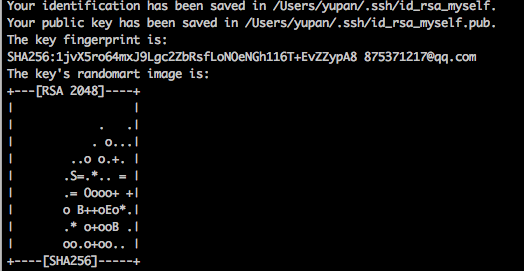 Your identification has been saved in /Users/yupan/.ssh/id_rsa_myself.
Your public key has been saved in /Users/yupan/.ssh/id_rsa_myself.pub.
The key fingerprint is:
SHA256:1jvX5ro64mxJ9Lgc2ZbRsfLoNOeNGh116T+EvZZypA8 875371217@qq.com
The key's randomart image is:
+---[RSA 2048]----+
|                 |
|            .   .|
|           . o...|
|        ..o o.+. |
|       .S=.*.. = |
|       .= Oooo+ +|
|       o B++oEo*.|
|       .* o+ooB .|
|       oo.o+oo.. |
+----[SHA256]-----+